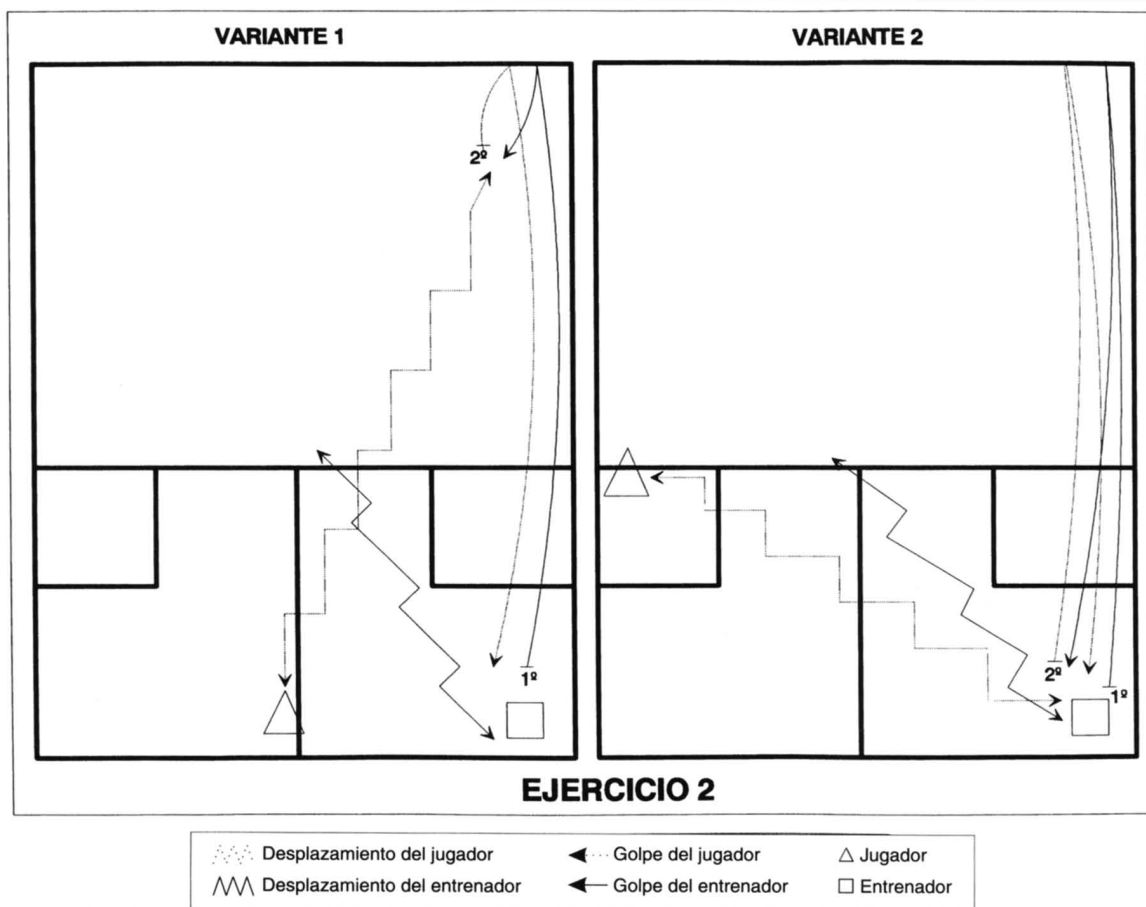 VARIANTE 1
VARIANTE 2
2º
1º
2º
1º
EJERCICIO 2
Desplazamiento del jugador
Golpe del jugador
Jugador
Desplazamiento del entrenador
Golpe del entrenador
Entrenador